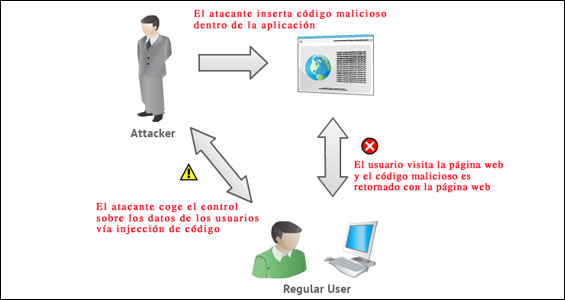 El atacante inserta código malicioso
dentro de la aplicación
Attacker
El usuario visita la página web
y el código malicioso es
retornado con la página web
El atacante coge el control
sobre los datos de los usuarios
vía injección de código
Regular User